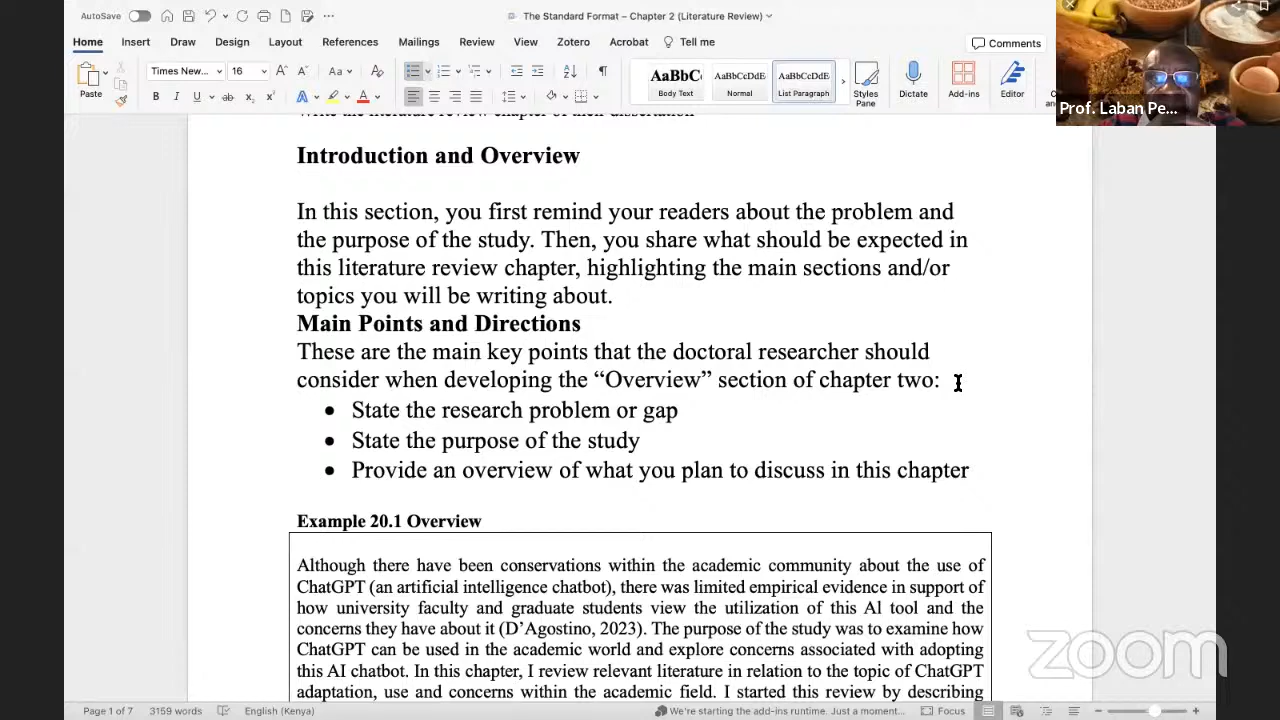 AutoSave
The Standard Format – Chapter 2 (Literature Review)
Home Insert Draw Design Layout References Mailings Review View Zotero Acrobat Tell me
Comments
Paste
Times New... 16
AaBbC AaBbCcDdE AaBbCcDdE
Body Text Normal List Paragraph
Styles Pane
Dictate
Add-ins
Editor
Prof. Laban Pe...
Write the literature review chapter of their dissertation
Introduction and Overview
In this section, you first remind your readers about the problem and
the purpose of the study. Then, you share what should be expected in
this literature review chapter, highlighting the main sections and/or
topics you will be writing about.
Main Points and Directions
These are the main key points that the doctoral researcher should
consider when developing the “Overview” section of chapter two:
• State the research problem or gap
• State the purpose of the study
• Provide an overview of what you plan to discuss in this chapter
Example 20.1 Overview
Although there have been conservations within the academic community about the use of
ChatGPT (an artificial intelligence chatbot), there was limited empirical evidence in support of
how university faculty and graduate students view the utilization of this Al tool and the
concerns they have about it (D’Agostino, 2023). The purpose of the study was to examine how
ChatGPT can be used in the academic world and explore concerns associated with adopting
this AI chatbot. In this chapter, I review relevant literature in relation to the topic of ChatGPT
adaptation, use and concerns within the academic field. I started this review by describing
zoom
Page 1 of 7 3159 words English (Kenya) We're starting the add-ins runtime. Just a moment... Focus